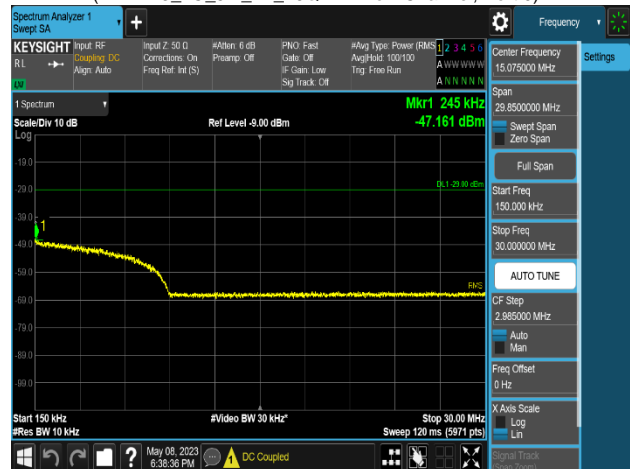 Spectrum Analyzer 1
Swept SA
Frequency
KEYSIGHT
RL
Input: RF
Coupling: DC
Align: Auto
Input Z: 50 Ω
Corrections: On
Freq Ref: Int (S)
#Atten: 6 dB
Preamp: Off
PNO: Fast
Gate: Off
IF Gain: Low
Sig Track: Off
#Avg Type: Power (RMS
Avg|Hold: 100/100
Trig: Free Run
1 2 3 4 5 6
A W W W W W
A N N N N N
LW
1 Spectrum
Scale/Div 10 dB
Ref Level -9.00 dBm
Mkr1 245 kHz
-47.161 dBm
Log
-19.0
-29.0
-39.0
-49.0
-59.0
-69.0
-79.0
-89.0
-99.0
DL1 -29.00 dBm
1
RMS
Start 150 kHz
#Video BW 30 kHz*
Stop 30.00 MHz
#Res BW 10 kHz
Sweep 120 ms (5971 pts)
Center Frequency
15.075000 MHz
Settings
Span
29.8500000 MHz
Swept Span
Zero Span
Full Span
Start Freq
150.000 kHz
Stop Freq
30.000000 MHz
AUTO TUNE
CF Step
2.985000 MHz
Auto
Man
Freq Offset
0 Hz
X Axis Scale
Log
Lin
Signal Track
(Span Zoom)
?
May 08, 2023
6:38:36 PM
DC Coupled